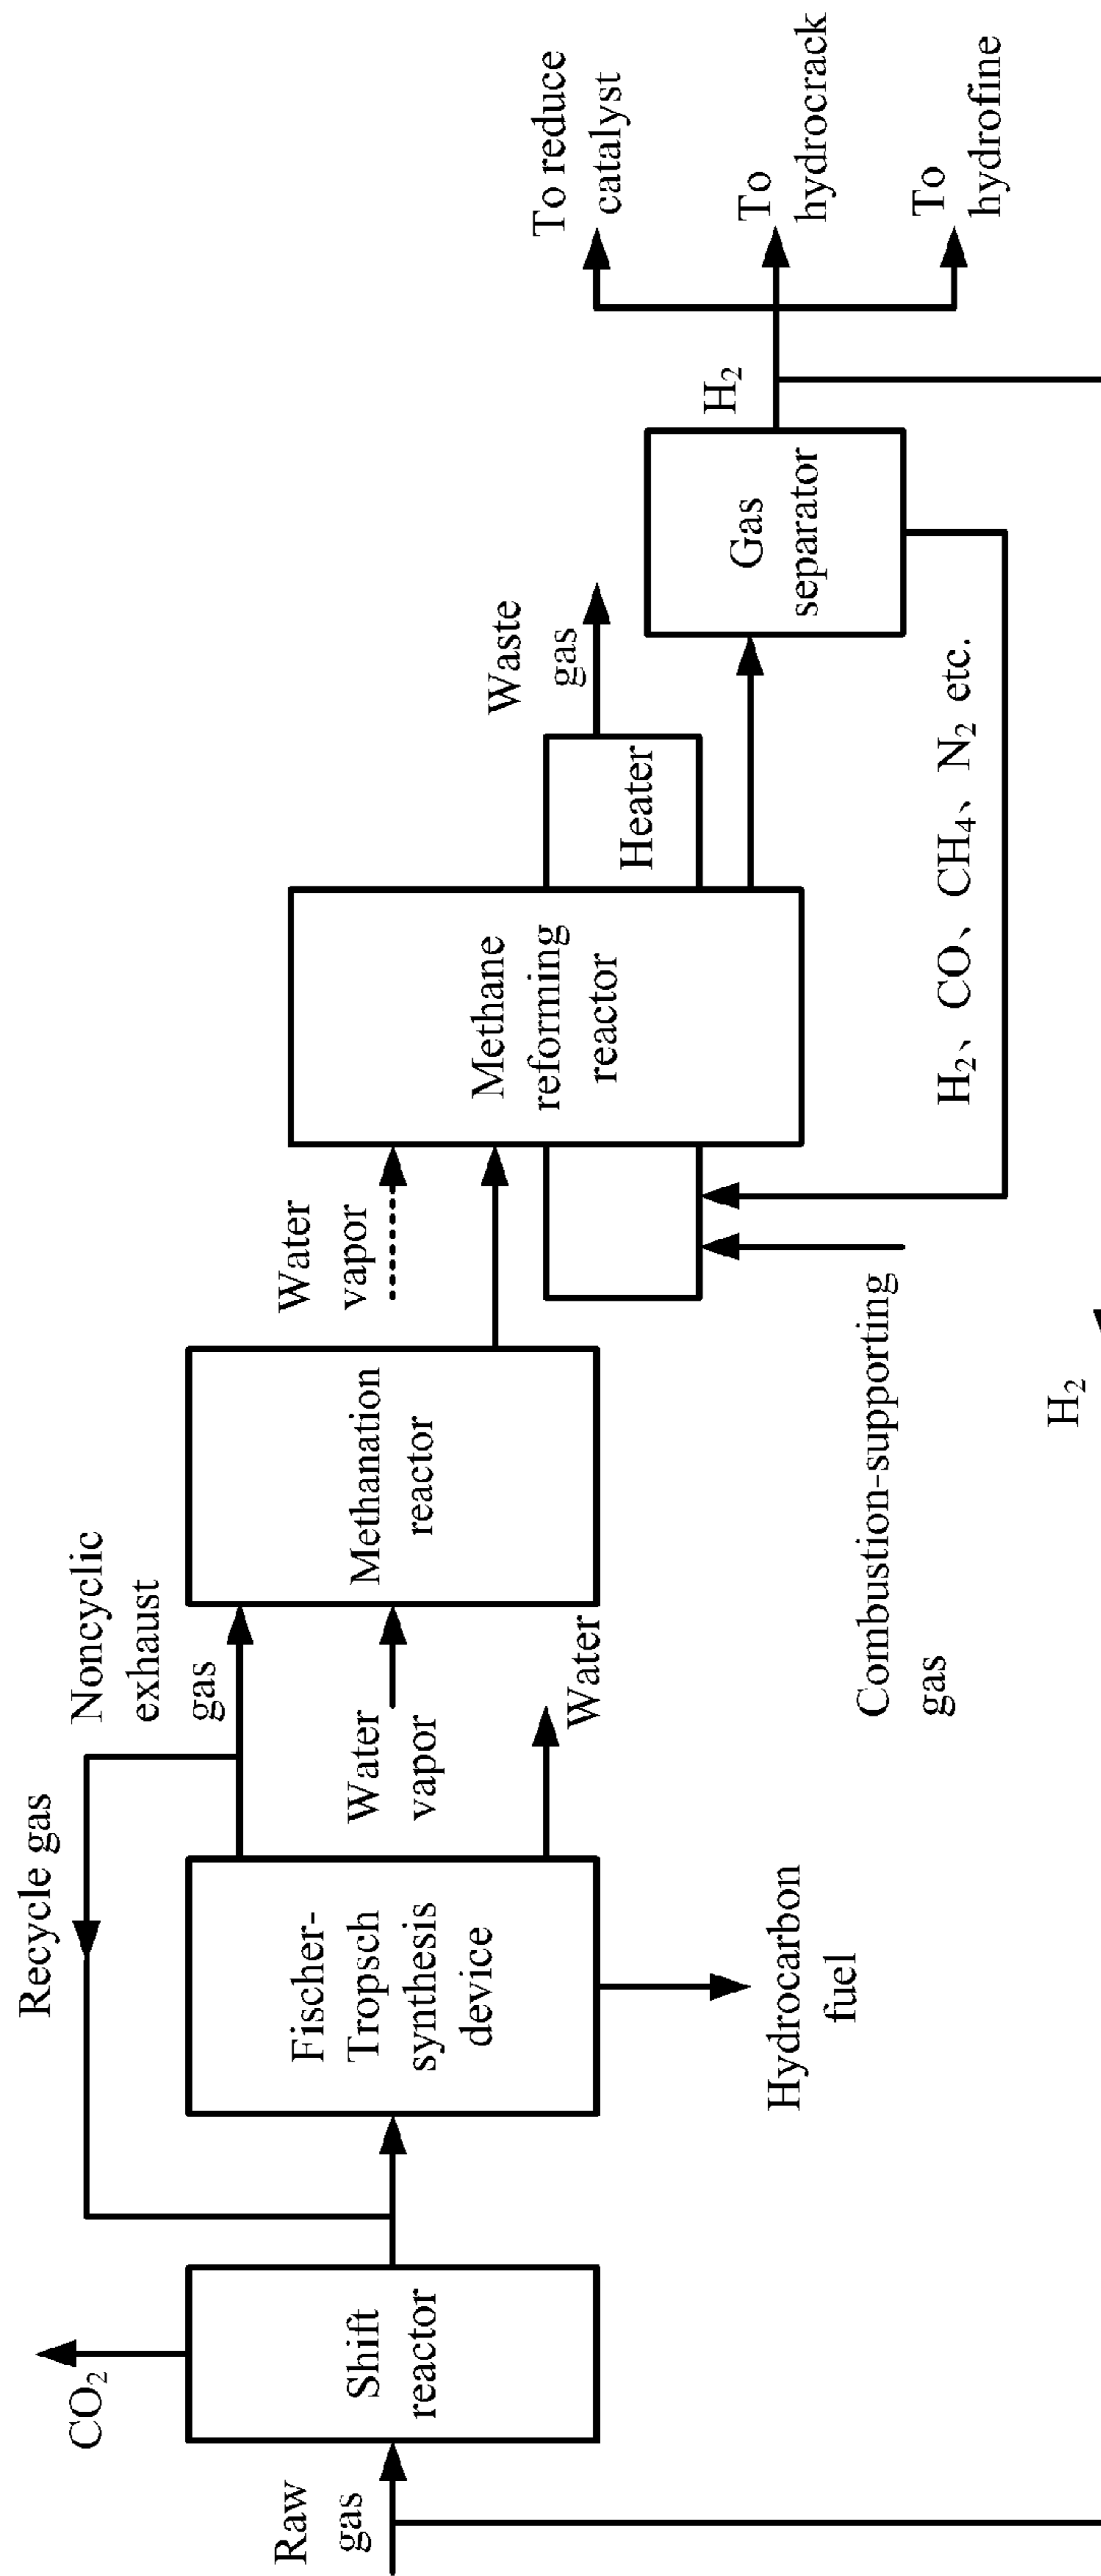 CO₂
Raw
gas
Shift
reactor
Recycle gas
Fischer-
Tropsch
synthesis
device
Hydrocarbon
fuel
Noncyclic
exhaust
gas
Water
vapor
Water
Methanation
reactor
Water
vapor
Methane
reforming
reactor
Heater
Waste
gas
Combustion-supporting
gas
H₂、CO、CH₄、N₂ etc.
Gas
separator
H₂
To reduce
catalyst
To
hydrocrack
To
hydrofine
H₂